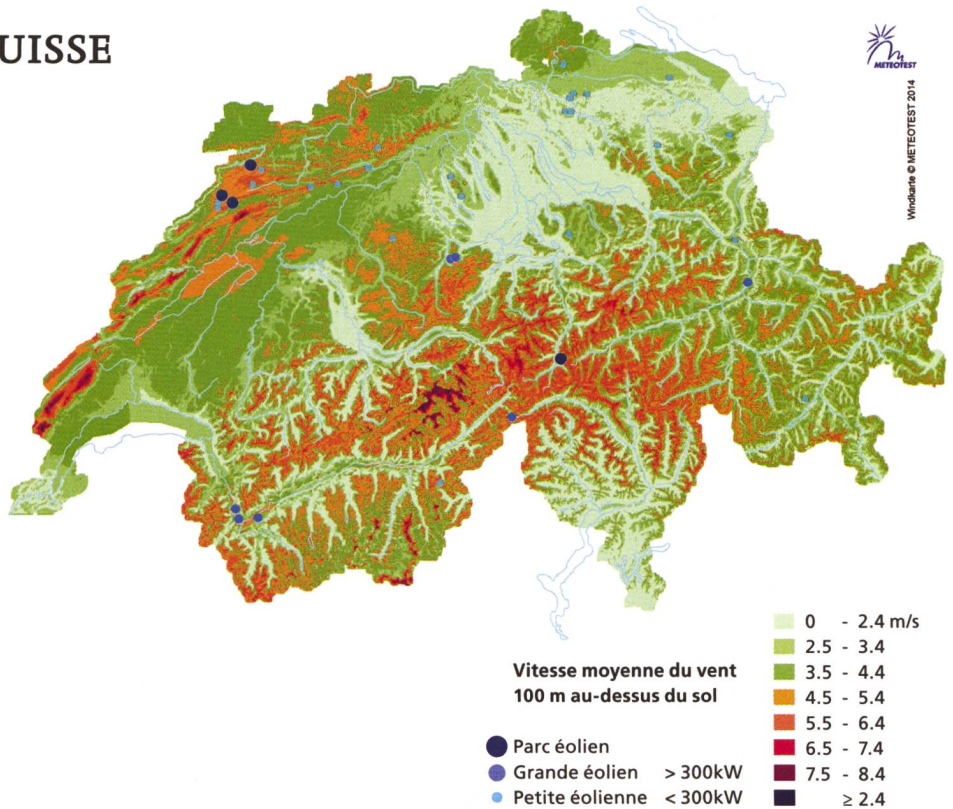 UISSE
METEOTEST
Windkarte © METEOTEST 2014
Vitesse moyenne du vent
100 m au-dessus du sol
Parc éolien
Grande éolien > 300kW
Petite éolienne < 300kW
0 - 2.4 m/s
2.5 - 3.4
3.5 - 4.4
4.5 - 5.4
5.5 - 6.4
6.5 - 7.4
7.5 - 8.4
≥ 2.4